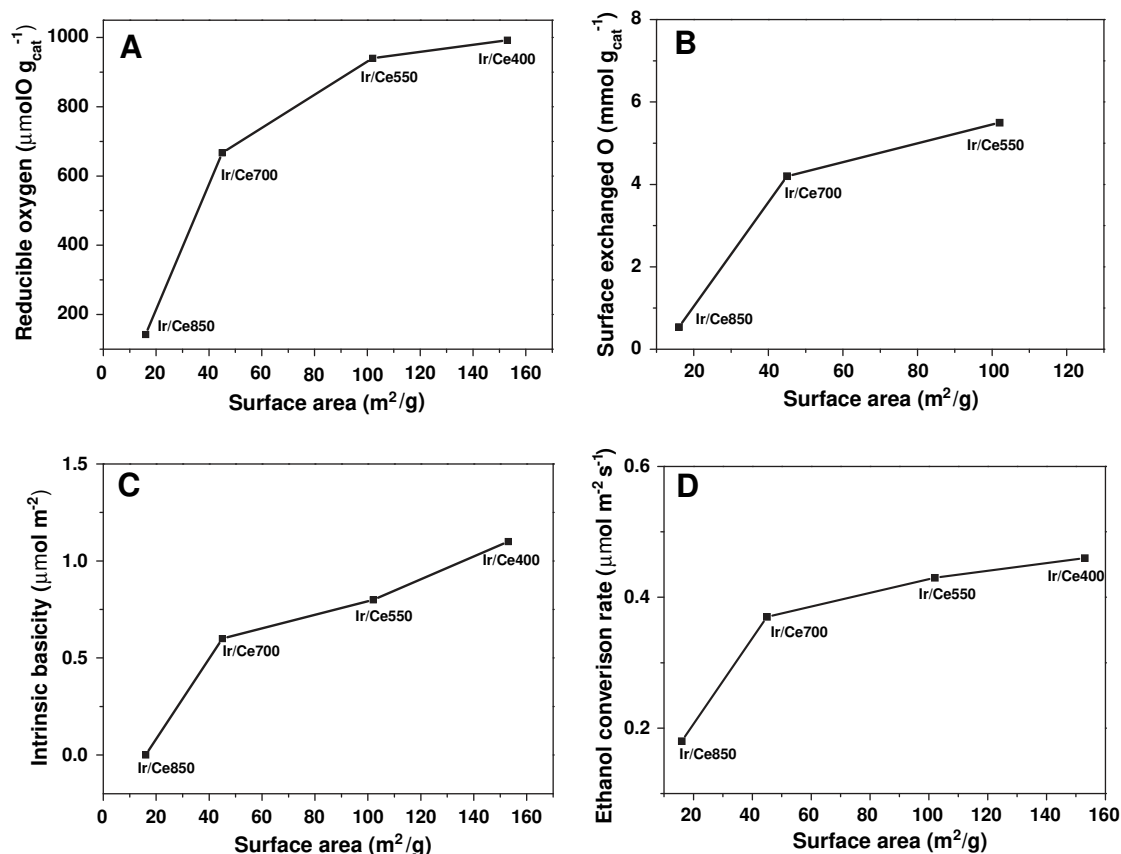 A
Reducible oxygen (μmolO g_cat^-1)
1000
800
600
400
200
Ir/Ce400
Ir/Ce550
Ir/Ce700
Ir/Ce850
0 20 40 60 80 100 120 140 160
Surface area (m²/g)
B
Surface exchanged O (mmol g_cat^-1)
8
6
4
2
0
Ir/Ce550
Ir/Ce700
Ir/Ce850
20 40 60 80 100 120
Surface area (m²/g)
C
Intrinsic basicity (μmol m^-2)
1.5
1.0
0.5
0.0
Ir/Ce400
Ir/Ce550
Ir/Ce700
Ir/Ce850
0 20 40 60 80 100 120 140 160
Surface area (m²/g)
D
Ethanol converison rate (μmol m^-2 s^-1)
0.6
0.4
0.2
Ir/Ce400
Ir/Ce550
Ir/Ce700
Ir/Ce850
20 40 60 80 100 120 140 160
Surface area (m²/g)